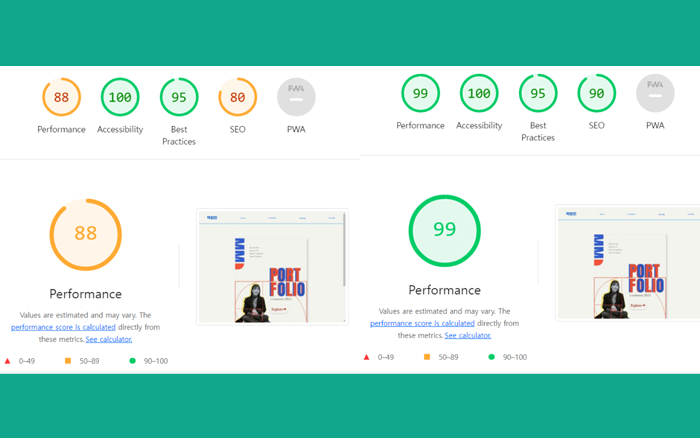 88
100
95
80
PWA
Performance
Accessibility
Best
Practices
SEO
PWA
88
Performance
Values are estimated and may vary. The
performance score is calculated directly from
these metrics. See calculator.
0–49
50–89
90–100
PORT
FOLIO
99
100
95
90
PWA
Performance
Accessibility
Best
Practices
SEO
PWA
99
Performance
Values are estimated and may vary. The
performance score is calculated directly from
these metrics. See calculator.
0–49
50–89
90–100
PORT
FOLIO